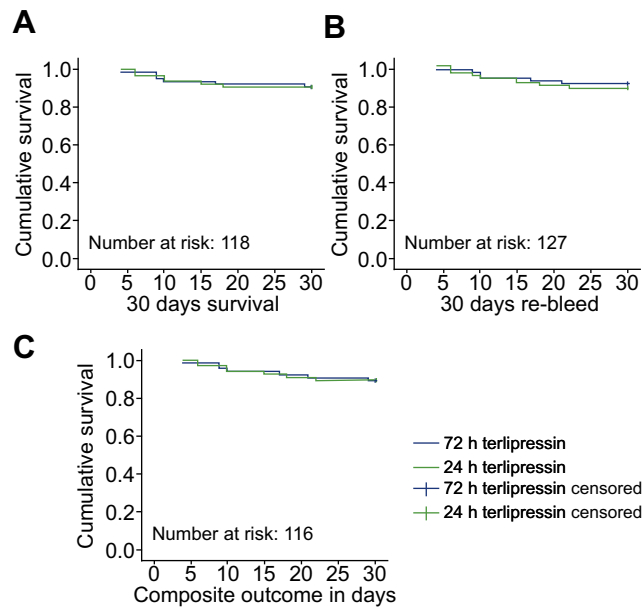 A
Cumulative survival
1.0
0.8
0.6
0.4
0.2
0.0
Number at risk: 118
0 5 10 15 20 25 30
30 days survival
B
Cumulative survival
1.0
0.8
0.6
0.4
0.2
0.0
Number at risk: 127
0 5 10 15 20 25 30
30 days re-bleed
C
Cumulative survival
1.0
0.8
0.6
0.4
0.2
0.0
Number at risk: 116
0 5 10 15 20 25 30
Composite outcome in days
72 h terlipressin
24 h terlipressin
72 h terlipressin censored
24 h terlipressin censored